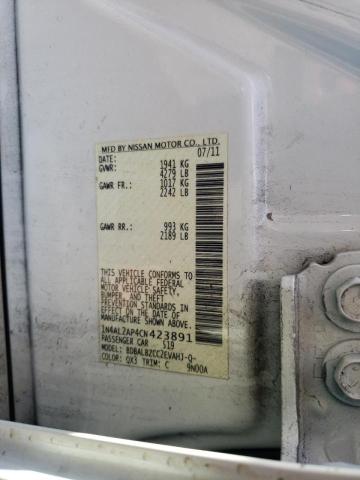 MFD BY NISSAN MOTOR CO., LTD.
DATE: 07/11
GVWR: 1941 KG
4279 LB
GAWR FR.: 1017 KG
2242 LB
GAWR RR.: 993 KG
2189 LB
THIS VEHICLE CONFORMS TO ALL
APPLICABLE FEDERAL MOTOR VEHICLE SAFETY,
BUMPER, AND THEFT
PREVENTION STANDARDS IN
EFFECT ON THE DATE OF
MANUFACTURE SHOWN ABOVE.
1N4AL2AP4CN423891
PASSENGER CAR 519
MODEL: BDBALBZCC2EVAHJ-Q-
COLOR: QX3 TRIM: C 9N00A